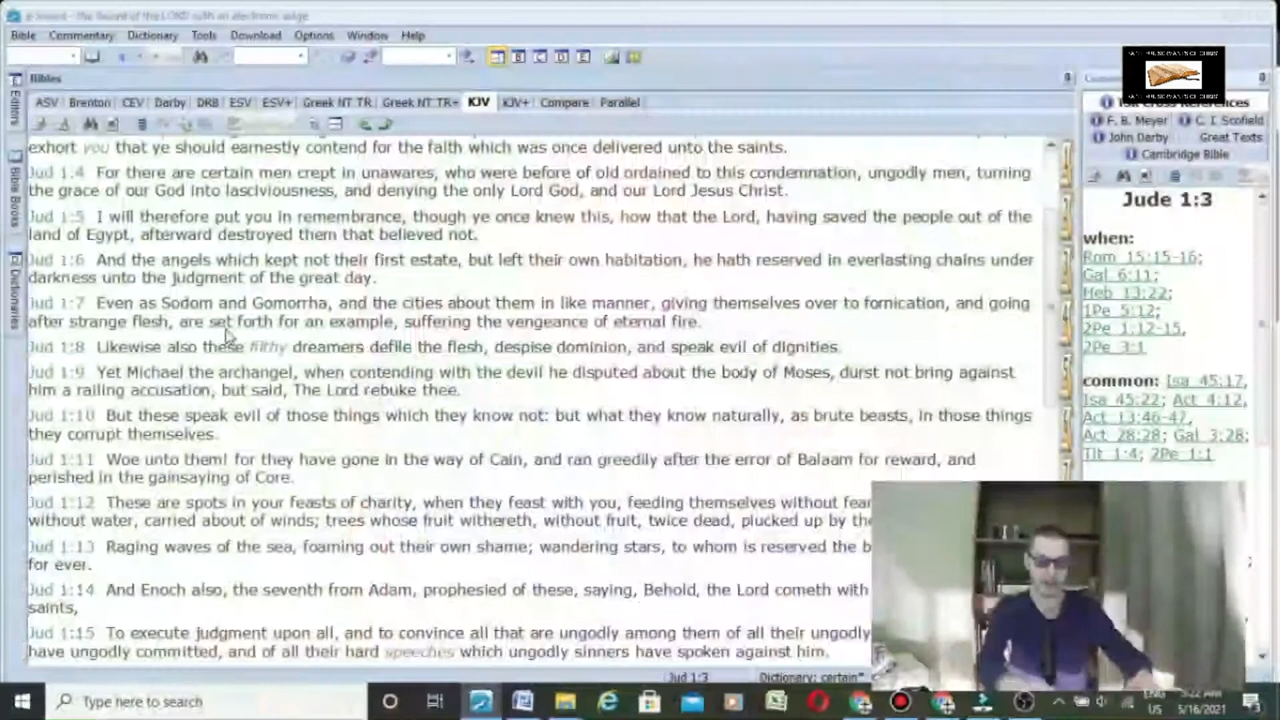 e-Sword - the Sword of the LORD with an electronic edge
Bible Commentary Dictionary Tools Download Options Window Help
B C D E
Bibles
ASV Brenton CEV Darby DRB ESV ESV+ Greek NT TR Greek NT TR+ KJV KJV+ Compare Parallel
Editors
Bible Books
Dictionaries
exhort you that ye should earnestly contend for the faith which was once delivered unto the saints.
Jud 1:4 For there are certain men crept in unawares, who were before of old ordained to this condemnation, ungodly men, turning
the grace of our God into lasciviousness, and denying the only Lord God, and our Lord Jesus Christ.
Jud 1:5 I will therefore put you in remembrance, though ye once knew this, how that the Lord, having saved the people out of the
land of Egypt, afterward destroyed them that believed not.
Jud 1:6 And the angels which kept not their first estate, but left their own habitation, he hath reserved in everlasting chains under
darkness unto the judgment of the great day.
Jud 1:7 Even as Sodom and Gomorrha, and the cities about them in like manner, giving themselves over to fornication, and going
after strange flesh, are set forth for an example, suffering the vengeance of eternal fire.
Jud 1:8 Likewise also these filthy dreamers defile the flesh, despise dominion, and speak evil of dignities.
Jud 1:9 Yet Michael the archangel, when contending with the devil he disputed about the body of Moses, durst not bring against
him a railing accusation, but said, The Lord rebuke thee.
Jud 1:10 But these speak evil of those things which they know not: but what they know naturally, as brute beasts, in those things
they corrupt themselves.
Jud 1:11 Woe unto them! for they have gone in the way of Cain, and ran greedily after the error of Balaam for reward, and
perished in the gainsaying of Core.
Jud 1:12 These are spots in your feasts of charity, when they feast with you, feeding themselves without fear
without water, carried about of winds; trees whose fruit withereth, without fruit, twice dead, plucked up by the
Jud 1:13 Raging waves of the sea, foaming out their own shame; wandering stars, to whom is reserved the b
for ever.
Jud 1:14 And Enoch also, the seventh from Adam, prophesied of these, saying, Behold, the Lord cometh with
saints,
Jud 1:15 To execute judgment upon all, and to convince all that are ungodly among them of all their ungodly
have ungodly committed, and of all their hard speeches which ungodly sinners have spoken against him.
Cross References
F. B. Meyer C. I. Scofield
John Darby Great Texts
Cambridge Bible
Jude 1:3
when:
Rom 15:15-16;
Gal 6:11;
Heb 13:22;
1Pe 5:12;
2Pe 1:12-15,
2Pe 3:1
common: Isa 45:17,
Isa 45:22; Act 4:12,
Act 13:46-47,
Act 28:28; Gal 3:28;
Tit 1:4; 2Pe 1:1
Jud 1:3 Dictionary: certain"
Type here to search
ENG
US
5:22 AM
5/16/2021